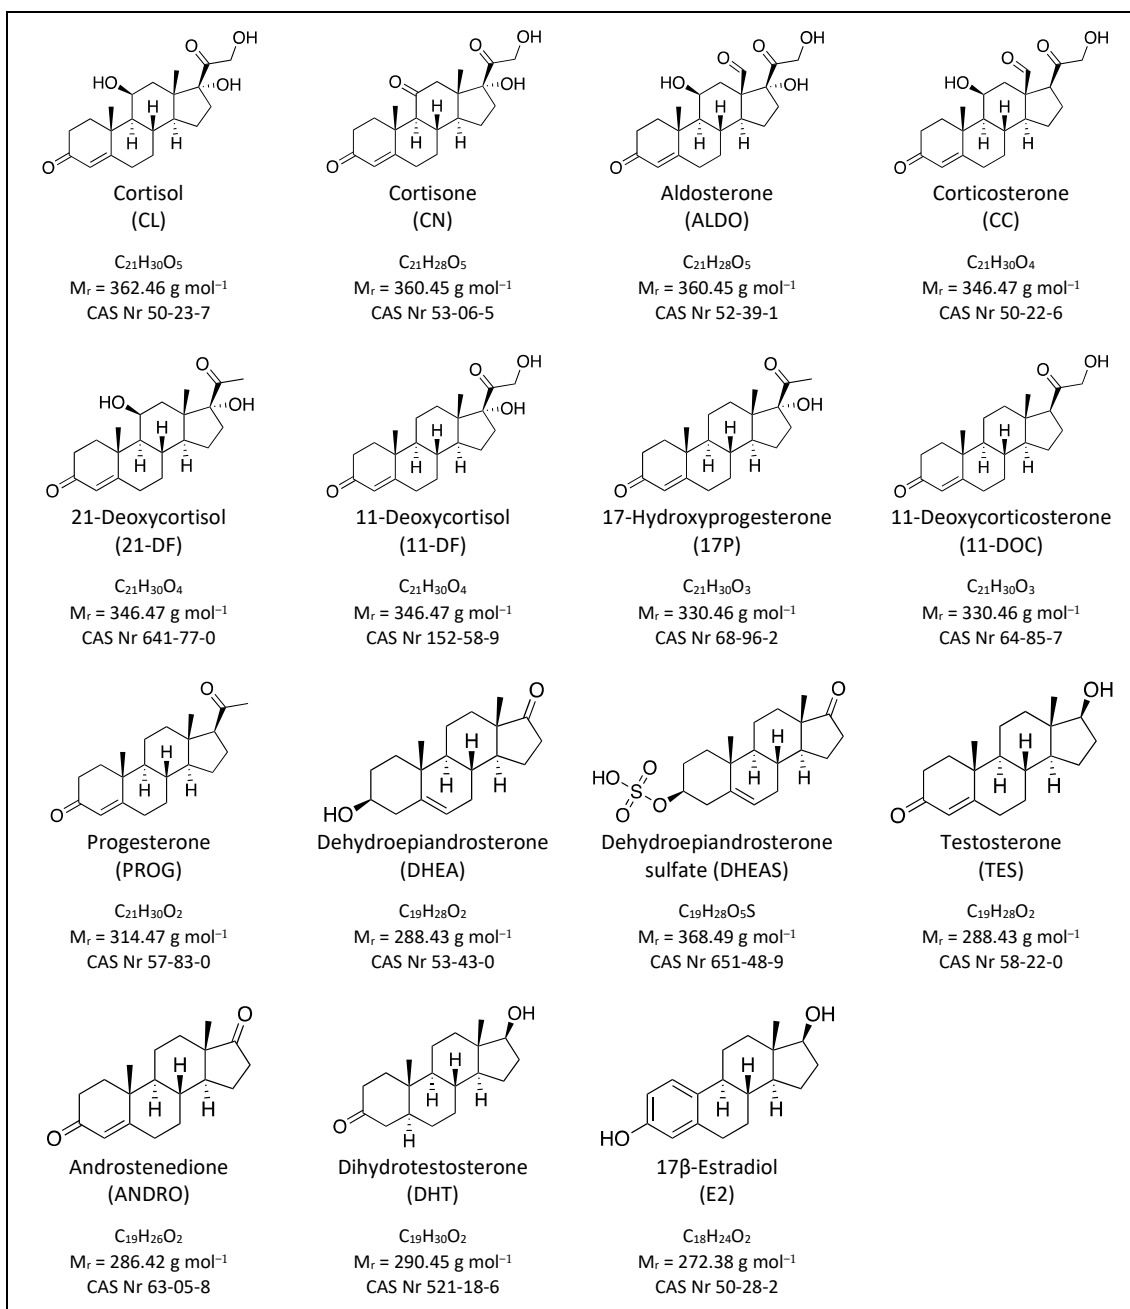 Cortisol
(CL)
C₂₁H₃₀O₅
Mᵣ = 362.46 g mol⁻¹
CAS Nr 50-23-7
Cortisone
(CN)
C₂₁H₂₈O₅
Mᵣ = 360.45 g mol⁻¹
CAS Nr 53-06-5
Aldosterone
(ALDO)
C₂₁H₂₈O₅
Mᵣ = 360.45 g mol⁻¹
CAS Nr 52-39-1
Corticosterone
(CC)
C₂₁H₃₀O₄
Mᵣ = 346.47 g mol⁻¹
CAS Nr 50-22-6
21-Deoxycortisol
(21-DF)
C₂₁H₃₀O₄
Mᵣ = 346.47 g mol⁻¹
CAS Nr 641-77-0
11-Deoxycortisol
(11-DF)
C₂₁H₃₀O₄
Mᵣ = 346.47 g mol⁻¹
CAS Nr 152-58-9
17-Hydroxyprogesterone
(17P)
C₂₁H₃₀O₃
Mᵣ = 330.46 g mol⁻¹
CAS Nr 68-96-2
11-Deoxycorticosterone
(11-DOC)
C₂₁H₃₀O₃
Mᵣ = 330.46 g mol⁻¹
CAS Nr 64-85-7
Progesterone
(PROG)
C₂₁H₃₀O₂
Mᵣ = 314.47 g mol⁻¹
CAS Nr 57-83-0
Dehydroepiandrosterone
(DHEA)
C₁₉H₂₈O₂
Mᵣ = 288.43 g mol⁻¹
CAS Nr 53-43-0
Dehydroepiandrosterone
sulfate (DHEAS)
C₁₉H₂₈O₅S
Mᵣ = 368.49 g mol⁻¹
CAS Nr 651-48-9
Testosterone
(TES)
C₁₉H₂₈O₂
Mᵣ = 288.43 g mol⁻¹
CAS Nr 58-22-0
Androstenedione
(ANDRO)
C₁₉H₂₆O₂
Mᵣ = 286.42 g mol⁻¹
CAS Nr 63-05-8
Dihydrotestosterone
(DHT)
C₁₉H₃₀O₂
Mᵣ = 290.45 g mol⁻¹
CAS Nr 521-18-6
17β-Estradiol
(E2)
C₁₈H₂₄O₂
Mᵣ = 272.38 g mol⁻¹
CAS Nr 50-28-2